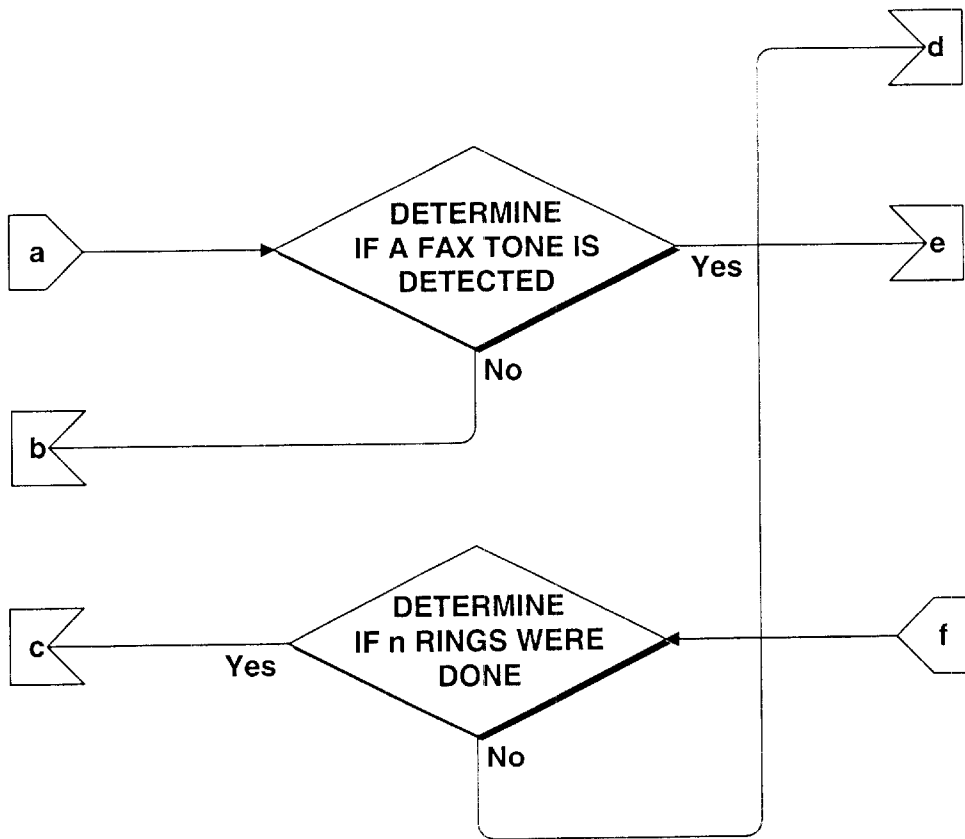 d
DETERMINE
IF A FAX TONE IS
DETECTED
a
e
Yes
No
b
DETERMINE
IF n RINGS WERE
DONE
c
f
Yes
No